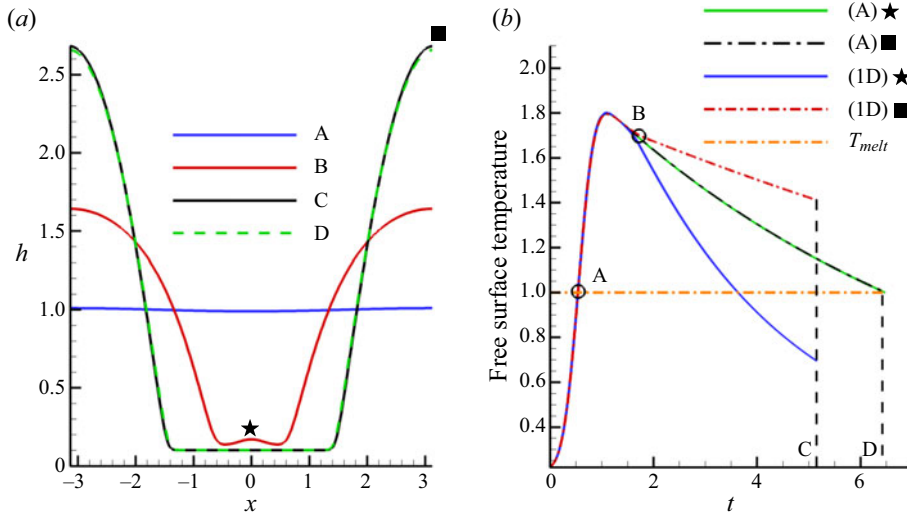 (a)
2.5
2.0
1.5
1.0
0.5
0
h
A
B
C
D
★
■
–3
–2
–1
0
1
2
3
x
(b)
(A) ★
(A) ■
(1D) ★
(1D) ■
T_melt
2.0
1.8
1.6
1.4
1.2
1.0
0.8
0.6
0.4
Free surface temperature
B
A
C
D
0
2
4
6
t